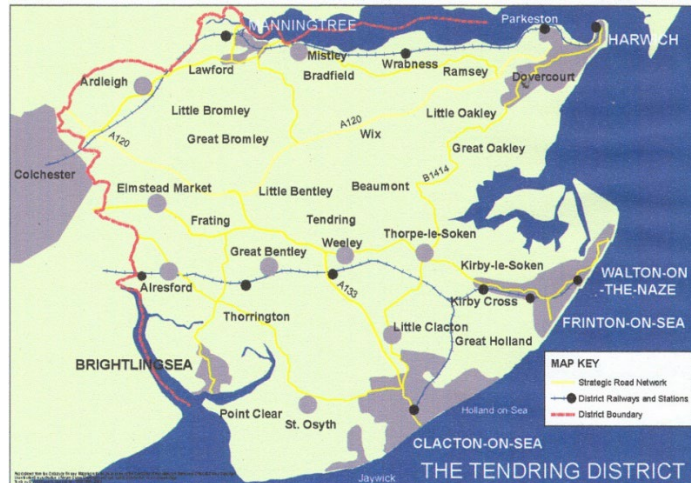 MANNINGTREE
Parkeston
HARWICH
Mistley
Wrabness
Lawford
Bradfield
Ramsey
Dovercourt
Ardleigh
Little Bromley
Little Oakley
A120
Great Bromley
A120
Wix
Great Oakley
Colchester
B1414
Elmstead Market
Little Bentley
Beaumont
Frating
Tendring
Great Bentley
Weeley
Thorpe-le-Soken
Kirby-le-Soken
WALTON-ON
-THE-NAZE
Alresford
A133
Kirby Cross
Thorrington
Little Clacton
Great Holland
FRINTON-ON-SEA
BRIGHTLINGSEA
MAP KEY
Strategic Road Network
District Railways and Stations
District Boundary
Point Clear
St. Osyth
Holland on-Sea
CLACTON-ON-SEA
Jaywick
THE TENDRING DISTRICT